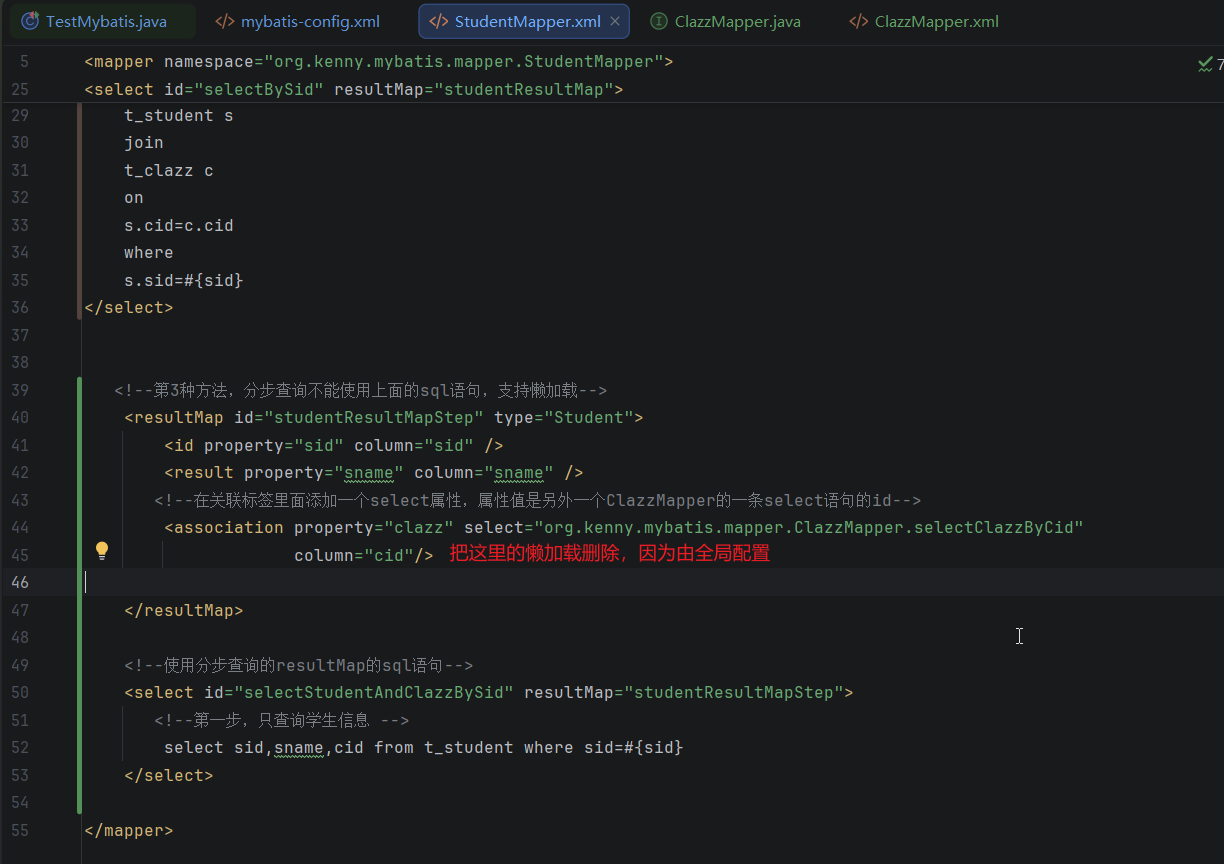 TestMybatis.java </> mybatis-config.xml </> StudentMapper.xml × ClazzMapper.java </> ClazzMapper.xml
5 <mapper namespace="org.kenny.mybatis.mapper.StudentMapper"> 7
25 <select id="selectBySid" resultMap="studentResultMap">
29 t_student s
30 join
31 t_clazz c
32 on
33 s.cid=c.cid
34 where
35 s.sid=#{sid}
36 </select>
37
38
39 <!--第3种方法，分步查询不能使用上面的sql语句，支持懒加载-->
40 <resultMap id="studentResultMapStep" type="Student">
41 <id property="sid" column="sid" />
42 <result property="sname" column="sname" />
43 <!--在关联标签里面添加一个select属性，属性值是另外一个ClazzMapper的一条select语句的id-->
44 <association property="clazz" select="org.kenny.mybatis.mapper.ClazzMapper.selectClazzByCid"
45 column="cid"/> 把这里的懒加载删除，因为由全局配置
46
47 </resultMap>
48
49 <!--使用分步查询的resultMap的sql语句-->
50 <select id="selectStudentAndClazzBySid" resultMap="studentResultMapStep">
51 <!--第一步，只查询学生信息 -->
52 select sid,sname,cid from t_student where sid=#{sid}
53 </select>
54
55 </mapper>